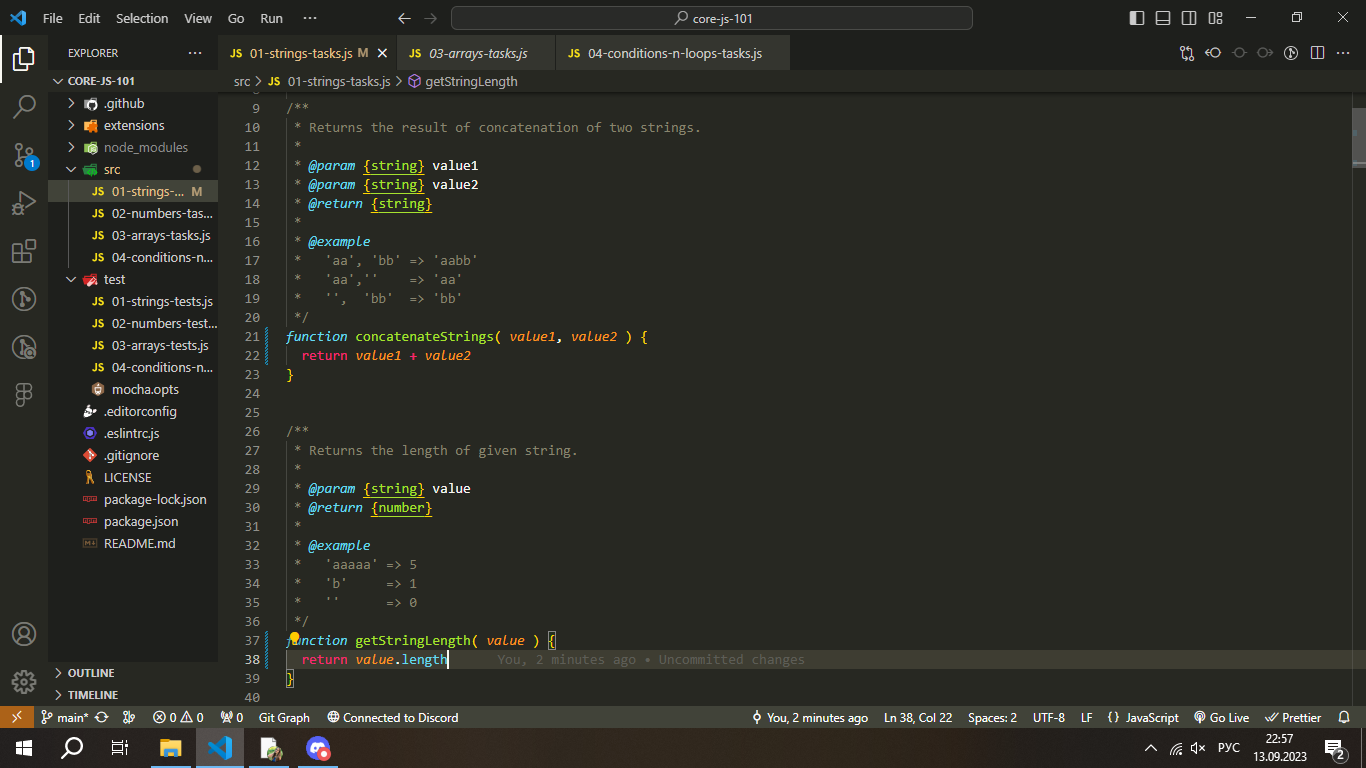 File Edit Selection View Go Run ··· core-js-101
EXPLORER ···
CORE-JS-101
.github
extensions
node_modules
src
JS 01-strings-... M
JS 02-numbers-tas...
JS 03-arrays-tasks.js
JS 04-conditions-n...
test
JS 01-strings-tests.js
JS 02-numbers-test...
JS 03-arrays-tests.js
JS 04-conditions-n...
mocha.opts
.editorconfig
.eslintrc.js
.gitignore
LICENSE
package-lock.json
package.json
README.md
OUTLINE
TIMELINE
1
JS 01-strings-tasks.js M JS 03-arrays-tasks.js JS 04-conditions-n-loops-tasks.js
src > JS 01-strings-tasks.js > getStringLength
9 /**
10 * Returns the result of concatenation of two strings.
11 *
12 * @param {string} value1
13 * @param {string} value2
14 * @return {string}
15 *
16 * @example
17 * 'aa', 'bb' => 'aabb'
18 * 'aa','' => 'aa'
19 * '', 'bb' => 'bb'
20 */
21 function concatenateStrings( value1, value2 ) {
22 return value1 + value2
23 }
24
25
26 /**
27 * Returns the length of given string.
28 *
29 * @param {string} value
30 * @return {number}
31 *
32 * @example
33 * 'aaaaa' => 5
34 * 'b' => 1
35 * '' => 0
36 */
37 function getStringLength( value ) {
38 return value.length You, 2 minutes ago • Uncommitted changes
39 }
40
main* 0 0 0 Git Graph Connected to Discord You, 2 minutes ago Ln 38, Col 22 Spaces: 2 UTF-8 LF {} JavaScript Go Live Prettier
РУС 22:57
13.09.2023 2